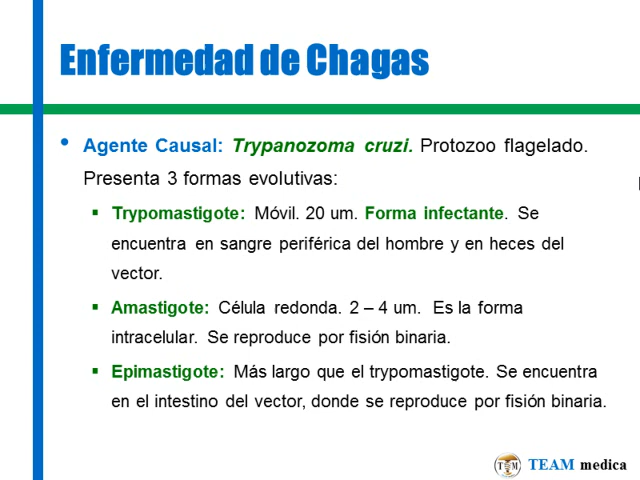 Enfermedad de Chagas
• Agente Causal: Trypanozoma cruzi. Protozoo flagelado.
Presenta 3 formas evolutivas:
▪ Trypomastigote: Móvil. 20 um. Forma infectante. Se
encuentra en sangre periférica del hombre y en heces del
vector.
▪ Amastigote: Célula redonda. 2 – 4 um. Es la forma
intracelular. Se reproduce por fisión binaria.
▪ Epimastigote: Más largo que el trypomastigote. Se encuentra
en el intestino del vector, donde se reproduce por fisión binaria.
TEAM medica